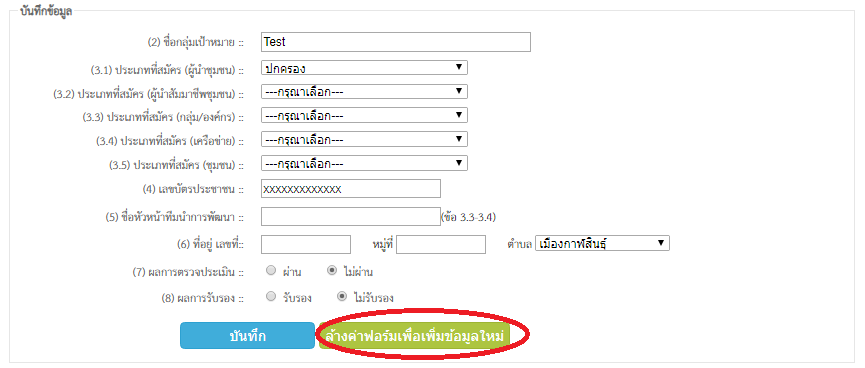 บันทึกข้อมูล
(2) ชื่อกลุ่มเป้าหมาย :: Test
(3.1) ประเภทที่สมัคร (ผู้นำชุมชน) :: ปกครอง
(3.2) ประเภทที่สมัคร (ผู้นำสัมมาชีพชุมชน) :: ---กรุณาเลือก---
(3.3) ประเภทที่สมัคร (กลุ่ม/องค์กร) :: ---กรุณาเลือก---
(3.4) ประเภทที่สมัคร (เครือข่าย) :: ---กรุณาเลือก---
(3.5) ประเภทที่สมัคร (ชุมชน) :: ---กรุณาเลือก---
(4) เลขบัตรประชาชน :: XXXXXXXXXXXXX
(5) ชื่อหัวหน้าทีมนำการพัฒนา :: (ข้อ 3.3-3.4)
(6) ที่อยู่ เลขที่:: หมู่ที่ ตำบล เมืองกาฬสินธุ์
(7) ผลการตรวจประเมิน :: ผ่าน ไม่ผ่าน
(8) ผลการรับรอง :: รับรอง ไม่รับรอง
บันทึก ล้างค่าฟอร์มเพื่อเพิ่มข้อมูลใหม่